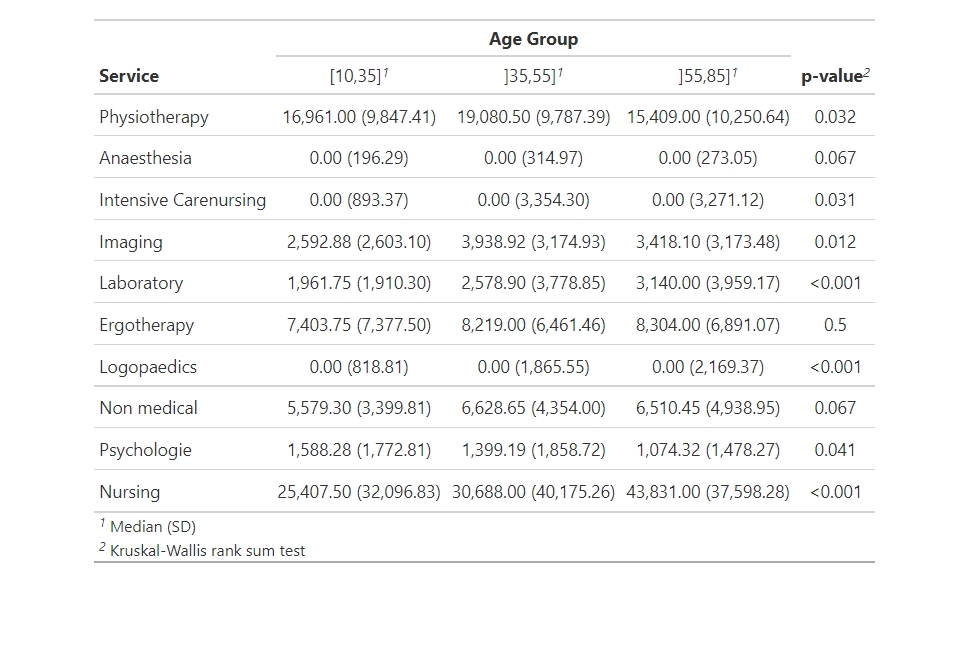 Age Group
Service [10,35]¹ ]35,55]¹ ]55,85]¹ p-value²
Physiotherapy 16,961.00 (9,847.41) 19,080.50 (9,787.39) 15,409.00 (10,250.64) 0.032
Anaesthesia 0.00 (196.29) 0.00 (314.97) 0.00 (273.05) 0.067
Intensive Carenursing 0.00 (893.37) 0.00 (3,354.30) 0.00 (3,271.12) 0.031
Imaging 2,592.88 (2,603.10) 3,938.92 (3,174.93) 3,418.10 (3,173.48) 0.012
Laboratory 1,961.75 (1,910.30) 2,578.90 (3,778.85) 3,140.00 (3,959.17) <0.001
Ergotherapy 7,403.75 (7,377.50) 8,219.00 (6,461.46) 8,304.00 (6,891.07) 0.5
Logopaedics 0.00 (818.81) 0.00 (1,865.55) 0.00 (2,169.37) <0.001
Non medical 5,579.30 (3,399.81) 6,628.65 (4,354.00) 6,510.45 (4,938.95) 0.067
Psychologie 1,588.28 (1,772.81) 1,399.19 (1,858.72) 1,074.32 (1,478.27) 0.041
Nursing 25,407.50 (32,096.83) 30,688.00 (40,175.26) 43,831.00 (37,598.28) <0.001
¹ Median (SD)
² Kruskal-Wallis rank sum test